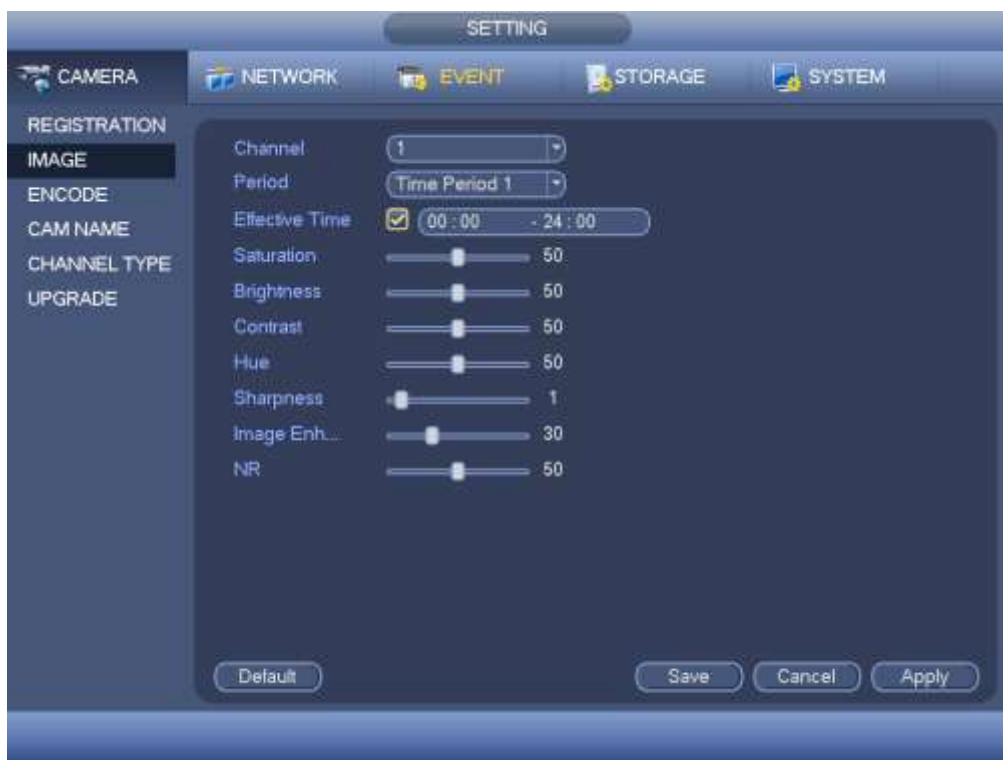 SETTING
CAMERA NETWORK EVENT STORAGE SYSTEM
REGISTRATION
IMAGE
ENCODE
CAM NAME
CHANNEL TYPE
UPGRADE
Channel 1
Period Time Period 1
Effective Time 00 : 00 - 24 : 00
Saturation 50
Brightness 50
Contrast 50
Hue 50
Sharpness 1
Image Enh... 30
NR 50
Default Save Cancel Apply